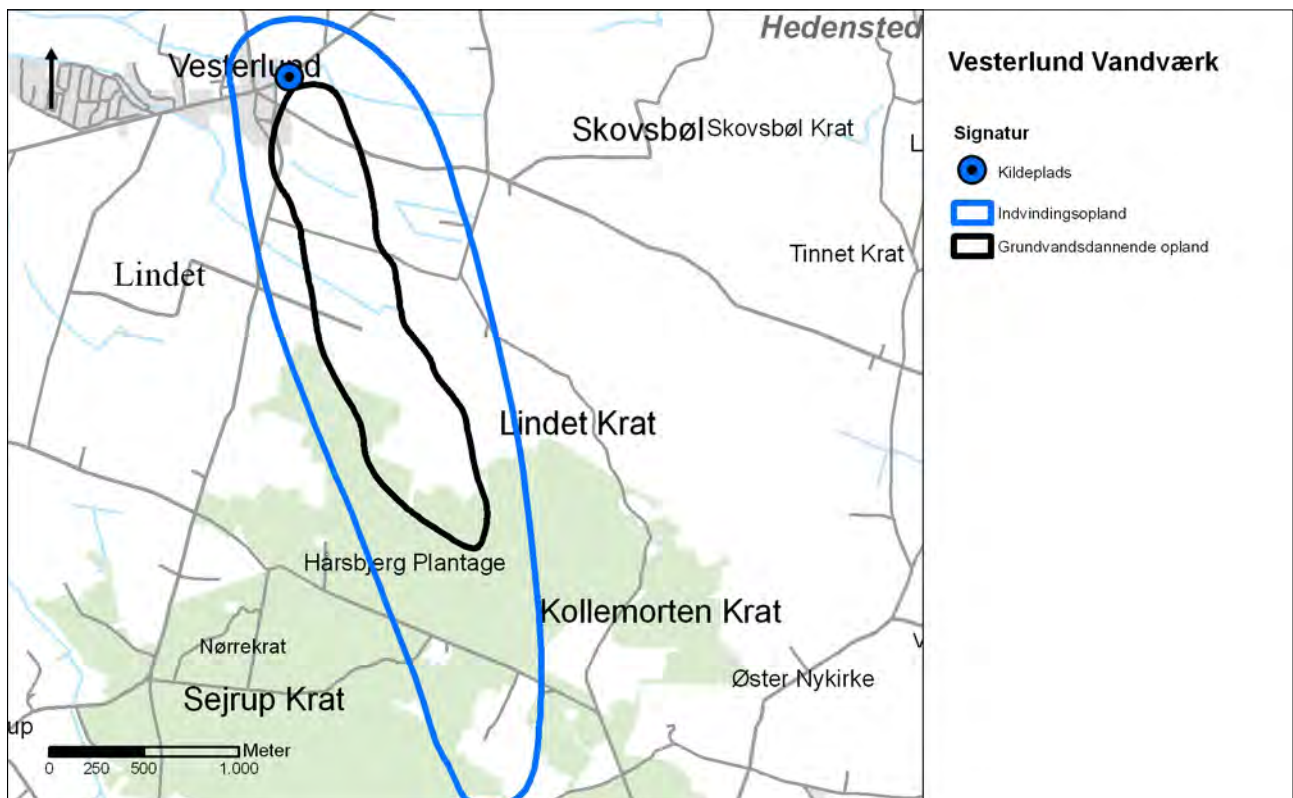 Hedensted
Vesterlund
Skovsbøl
Skovsbøl Krat
L
Tinnet Krat
Lindet
Lindet Krat
Harsbjerg Plantage
Kollemorten Krat
Nørrekrat
V
Øster Nykirke
Sejrup Krat
up
Meter
0 250 500 1.000
Vesterlund Vandværk
Signatur
Kildeplads
Indvindingsopland
Grundvandsdannende opland